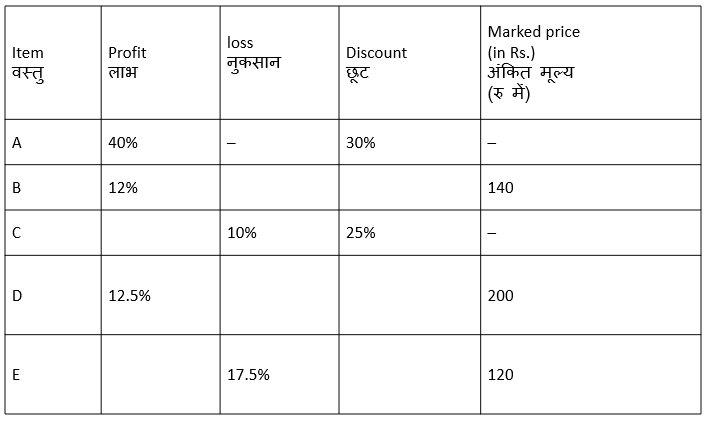 Item
वस्तु
Profit
लाभ
loss
नुकसान
Discount
छूट
Marked price
(in Rs.)
अंकित मूल्य
(रु में)
A 40% – 30% –
B 12% 140
C 10% 25% –
D 12.5% 200
E 17.5% 120